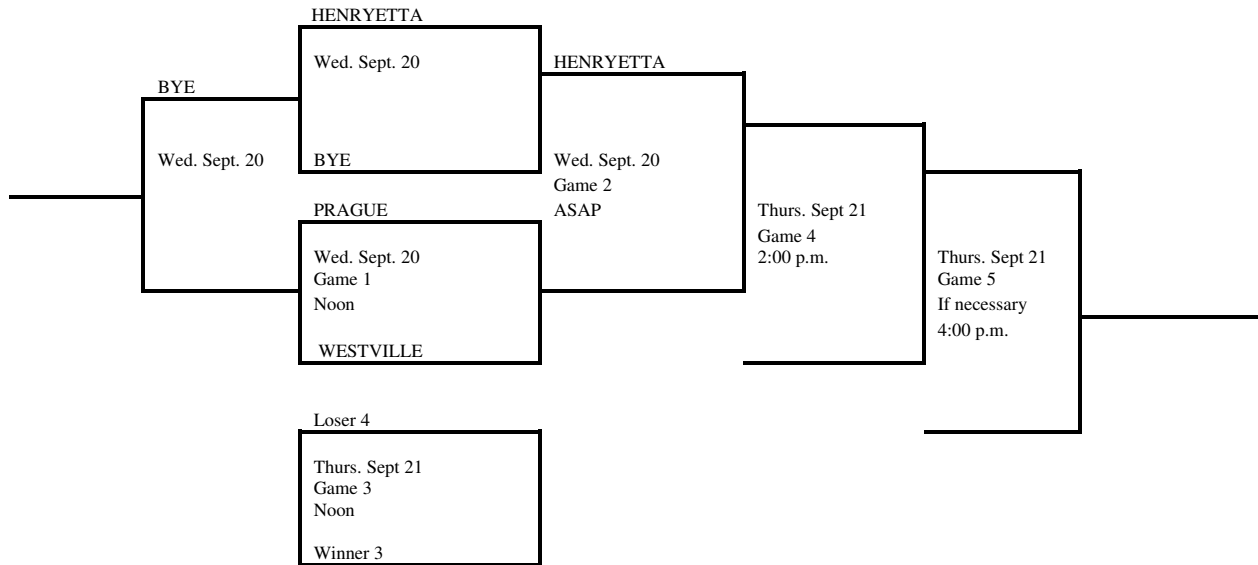 HENRYETTA
Wed. Sept. 20
HENRYETTA
BYE
Wed. Sept. 20
BYE
Wed. Sept. 20
Game 2
ASAP
PRAGUE
Thurs. Sept 21
Game 4
2:00 p.m.
Wed. Sept. 20
Game 1
Noon
Thurs. Sept 21
Game 5
If necessary
4:00 p.m.
WESTVILLE
Loser 4
Thurs. Sept 21
Game 3
Noon
Winner 3